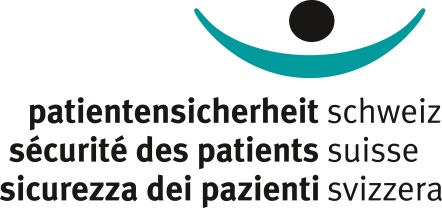 patientensicherheit schweiz
sécurité des patients suisse
sicurezza dei pazienti svizzera